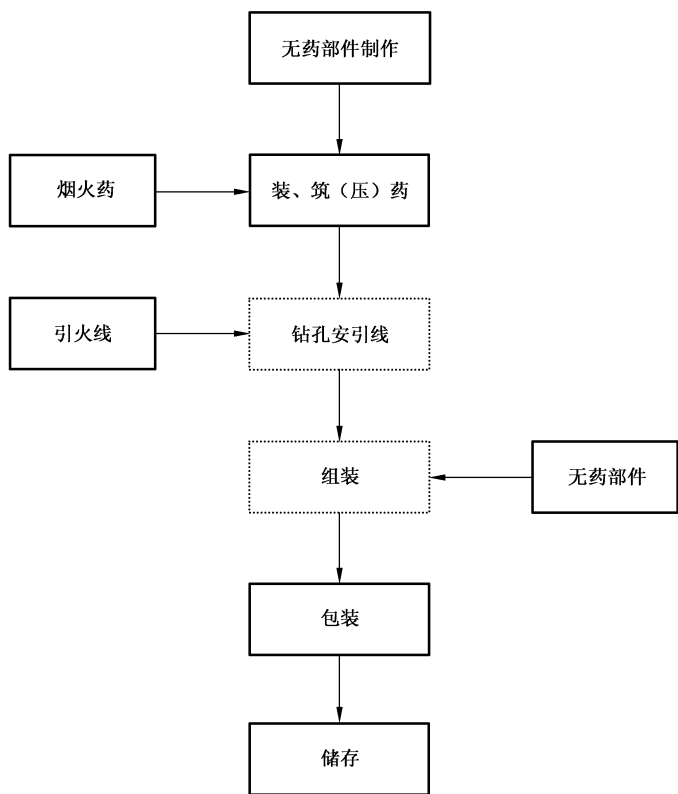 无药部件制作
烟火药
装、筑（压）药
引火线
钻孔安引线
组装
无药部件
包装
储存